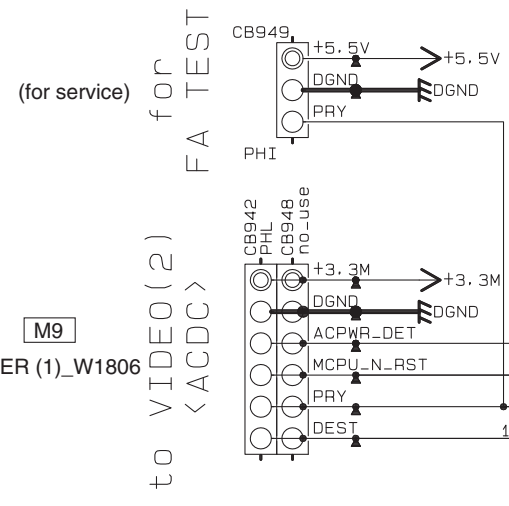 CB949
+5.5V
+5.5V
DGND
DGND
PRY
PHI
(for service)
for
FA TEST
CB942
PHL
CB948
no_use
+3.3M
+3.3M
DGND
DGND
ACPWR_DET
MCPU_N_RST
PRY
DEST
1
M9
ER (1)_W1806
to VIDEO(2)
<ACDC>